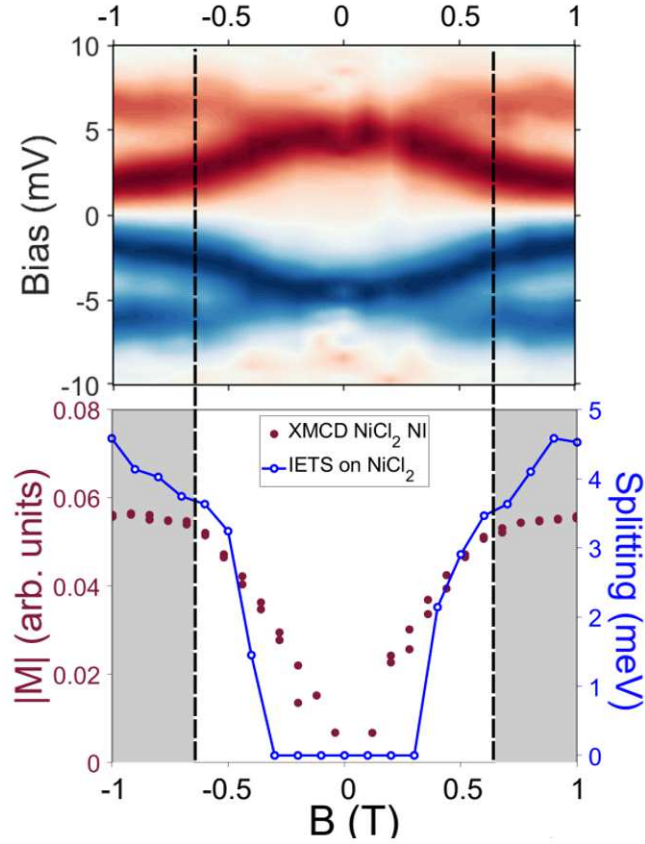 -1 -0.5 0 0.5 1
10
5
0
-5
-10
Bias (mV)
0.08
0.06
0.04
0.02
0
|M| (arb. units)
XMCD NiCl2 NI
IETS on NiCl2
5
4
3
2
1
0
Splitting (meV)
-1 -0.5 0 0.5 1
B (T)